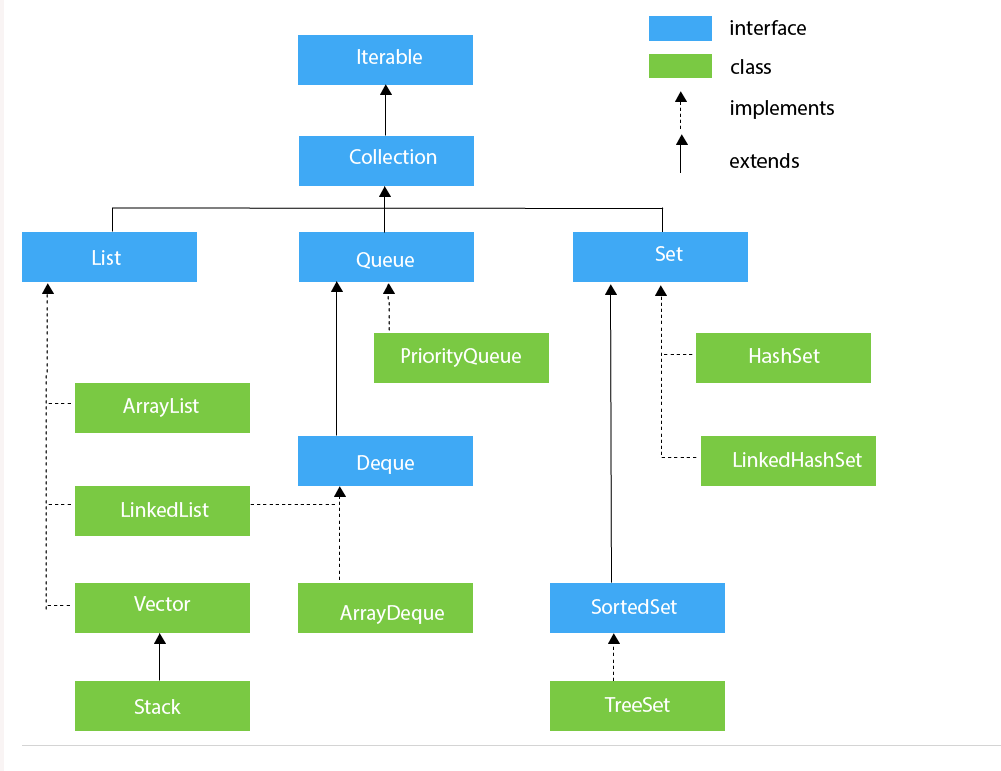 interface
Iterable
class
implements
Collection
extends
List
Queue
Set
PriorityQueue
HashSet
ArrayList
Deque
LinkedHashSet
LinkedList
Vector
ArrayDeque
SortedSet
Stack
TreeSet